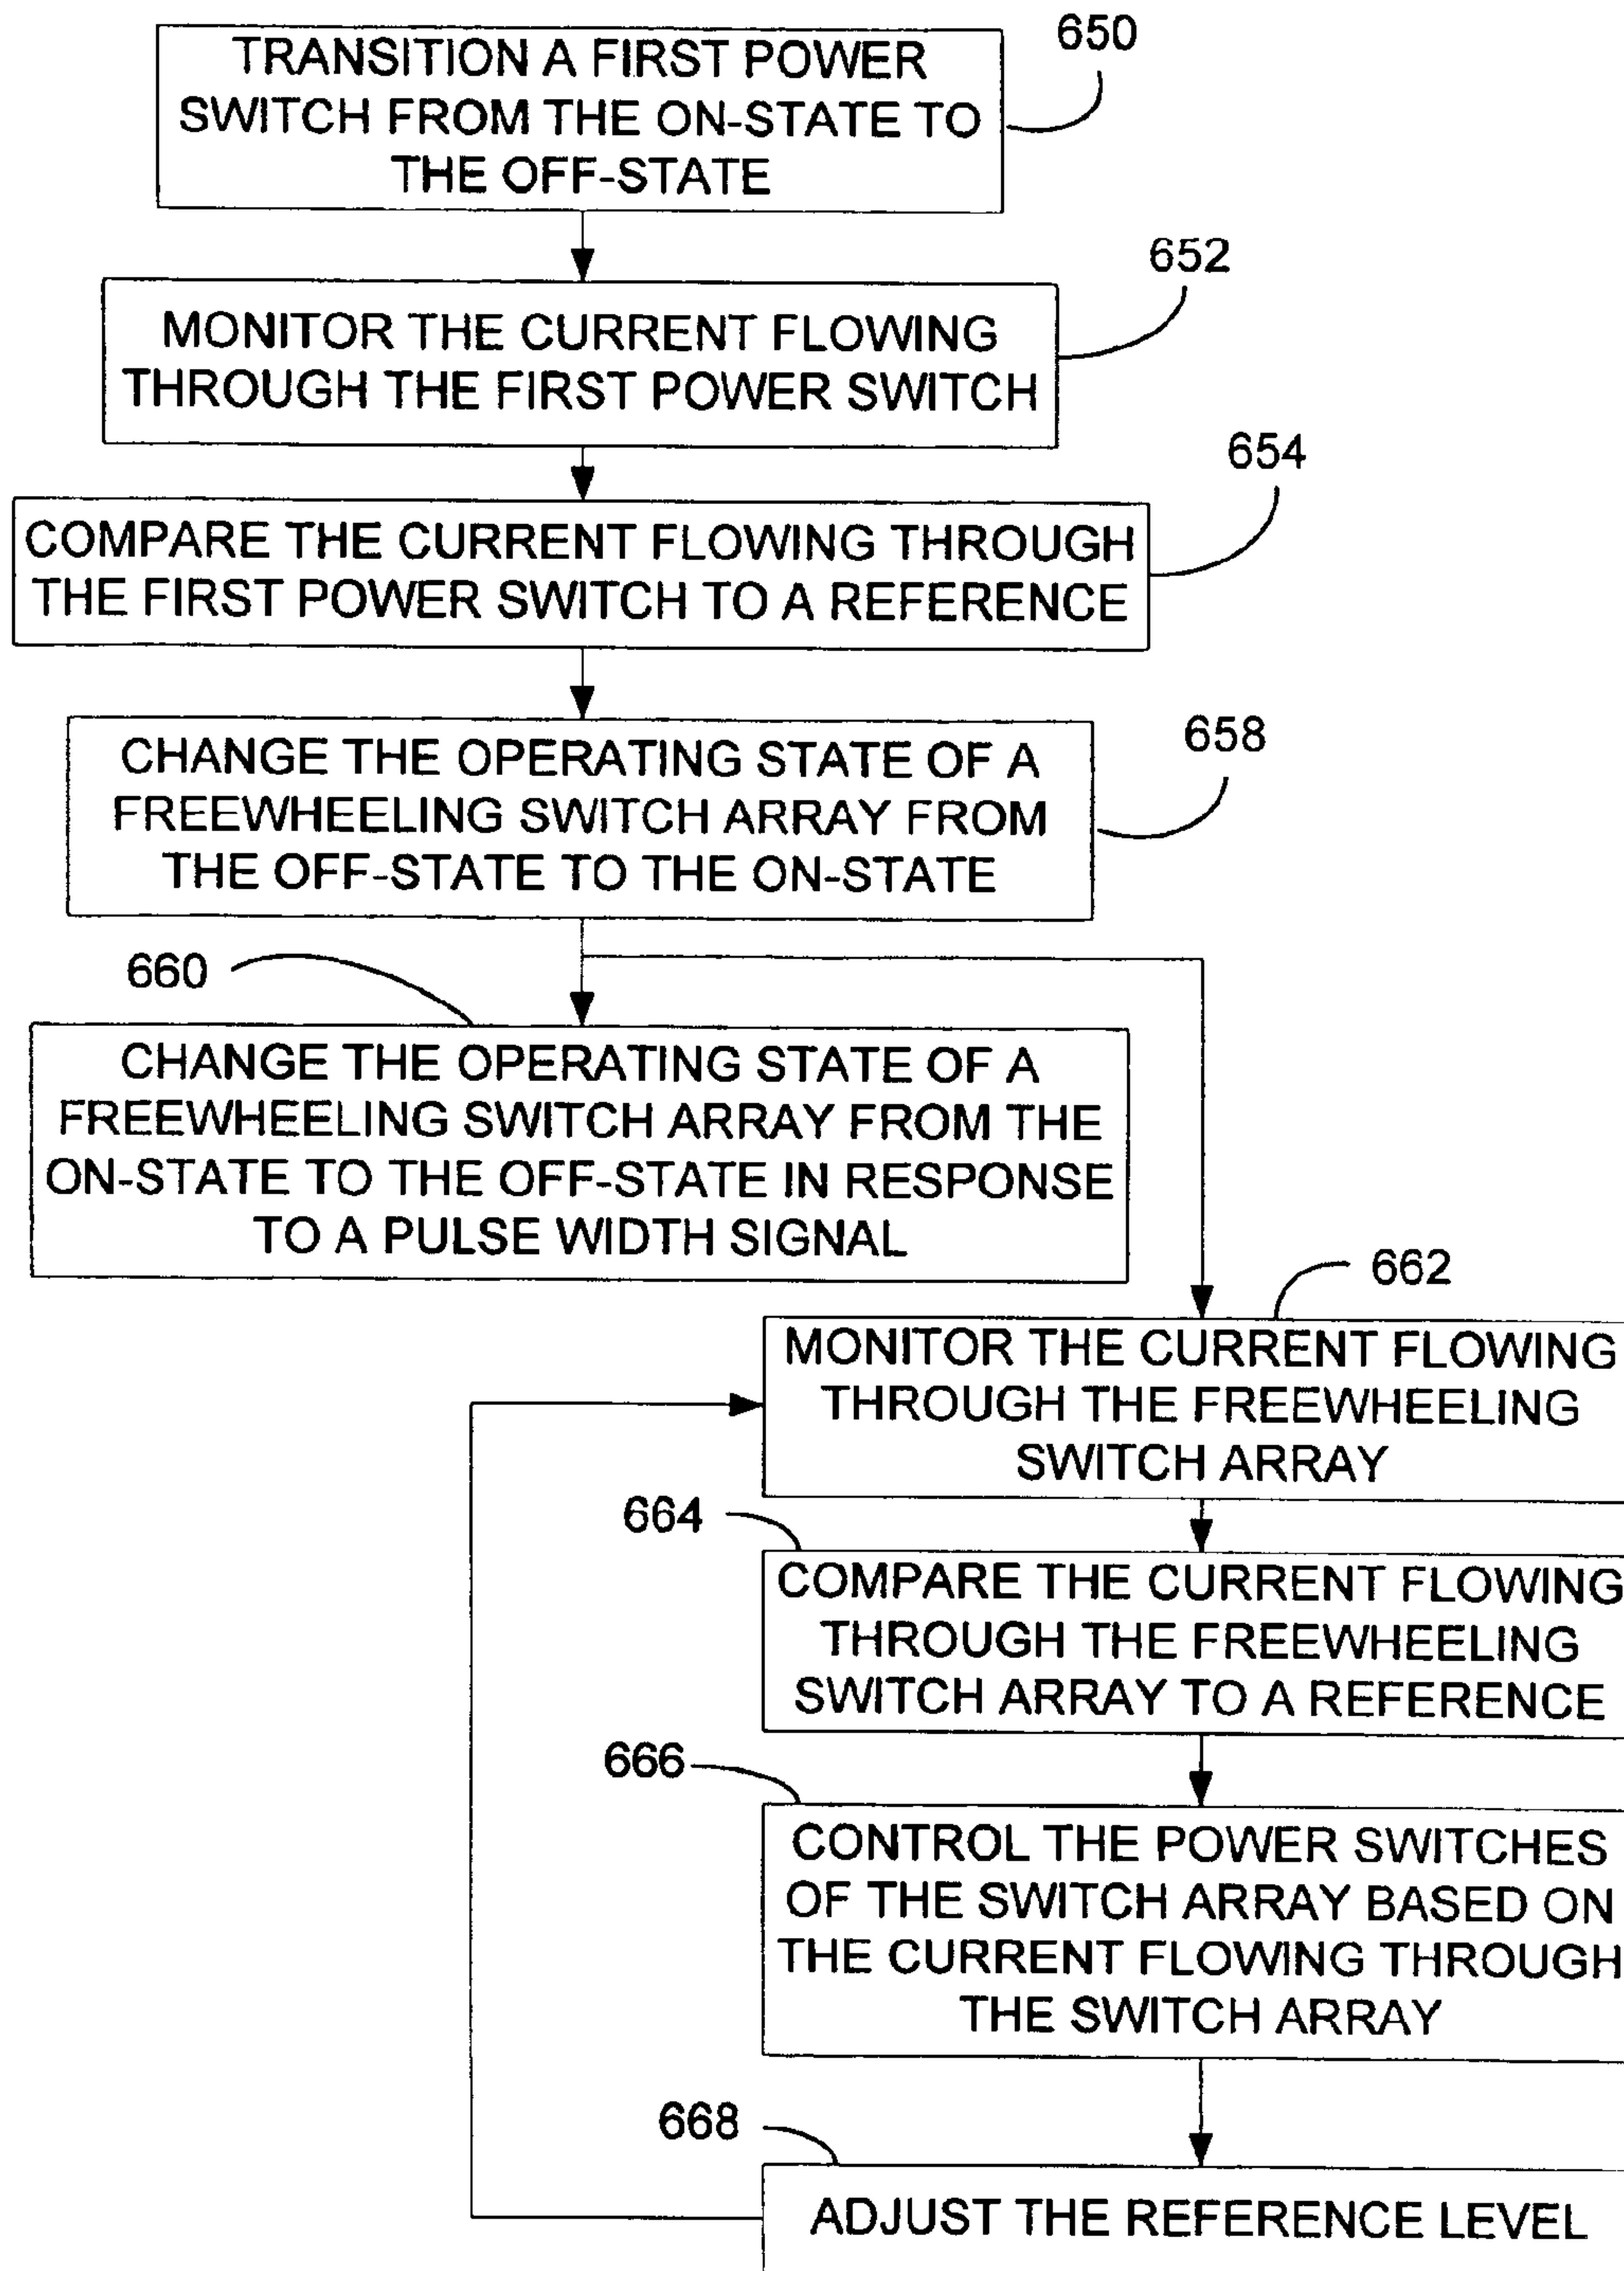 TRANSITION A FIRST POWER
SWITCH FROM THE ON-STATE TO
THE OFF-STATE
650
MONITOR THE CURRENT FLOWING
THROUGH THE FIRST POWER SWITCH
652
COMPARE THE CURRENT FLOWING THROUGH
THE FIRST POWER SWITCH TO A REFERENCE
654
CHANGE THE OPERATING STATE OF A
FREEWHEELING SWITCH ARRAY FROM
THE OFF-STATE TO THE ON-STATE
658
660
CHANGE THE OPERATING STATE OF A
FREEWHEELING SWITCH ARRAY FROM THE
ON-STATE TO THE OFF-STATE IN RESPONSE
TO A PULSE WIDTH SIGNAL
662
MONITOR THE CURRENT FLOWING
THROUGH THE FREEWHEELING
SWITCH ARRAY
664
COMPARE THE CURRENT FLOWING
THROUGH THE FREEWHEELING
SWITCH ARRAY TO A REFERENCE
666
CONTROL THE POWER SWITCHES
OF THE SWITCH ARRAY BASED ON
THE CURRENT FLOWING THROUGH
THE SWITCH ARRAY
668
ADJUST THE REFERENCE LEVEL